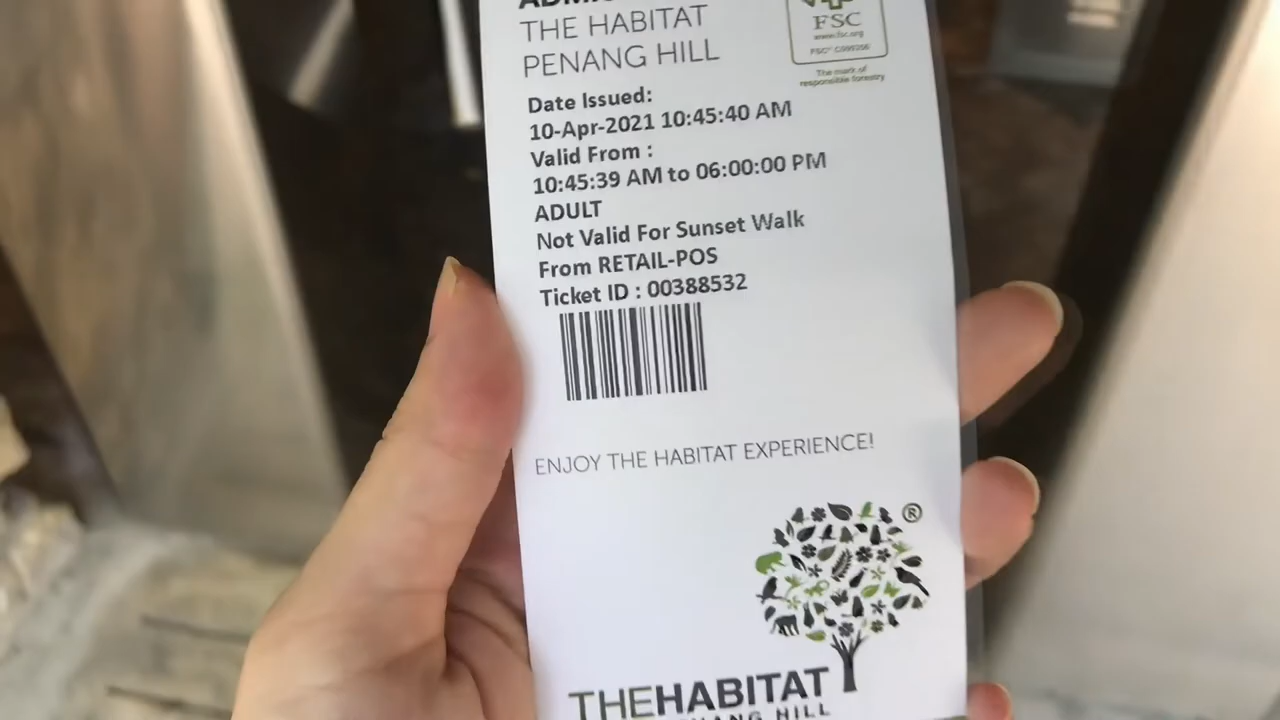 THE HABITAT
PENANG HILL
FSC
www.fsc.org
The mark of
responsible forestry
Date Issued:
10-Apr-2021 10:45:40 AM
Valid From :
10:45:39 AM to 06:00:00 PM
ADULT
Not Valid For Sunset Walk
From RETAIL-POS
Ticket ID : 00388532
ENJOY THE HABITAT EXPERIENCE!
®
THEHABITAT
HILL